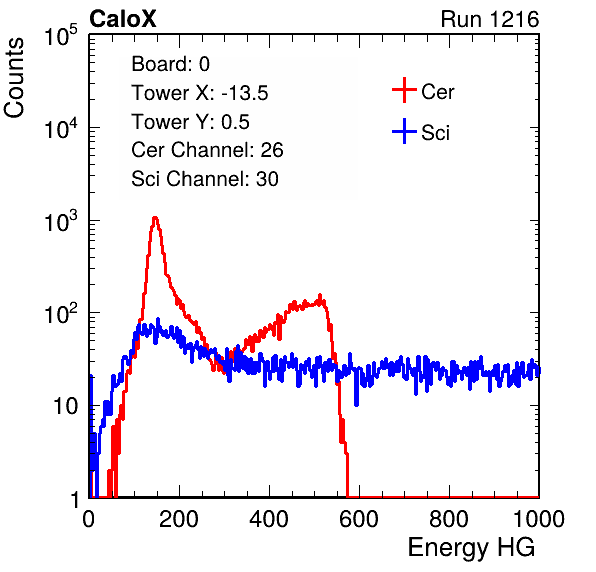 CaloX Run 1216
Counts
Board: 0
Tower X: -13.5
Tower Y: 0.5
Cer Channel: 26
Sci Channel: 30
Cer
Sci
10^5
10^4
10^3
10^2
10
1
0 200 400 600 800 1000
Energy HG